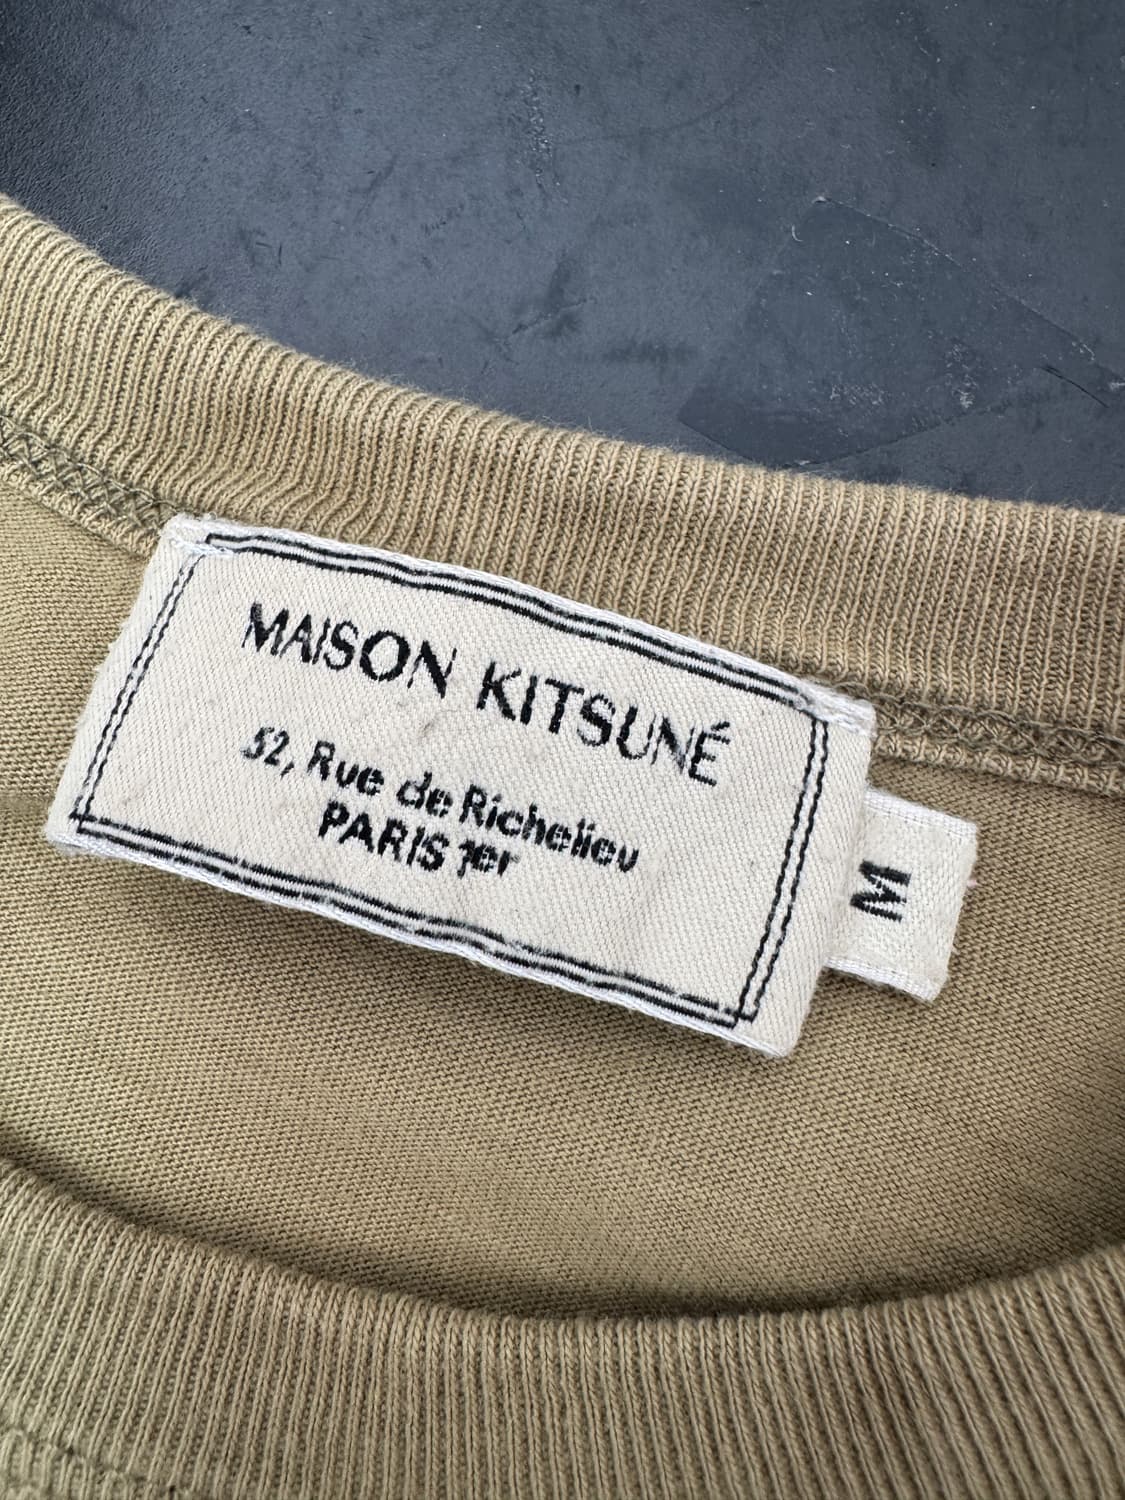 MAISON KITSUNÉ
52, Rue de Richelieu
PARIS 1er
M